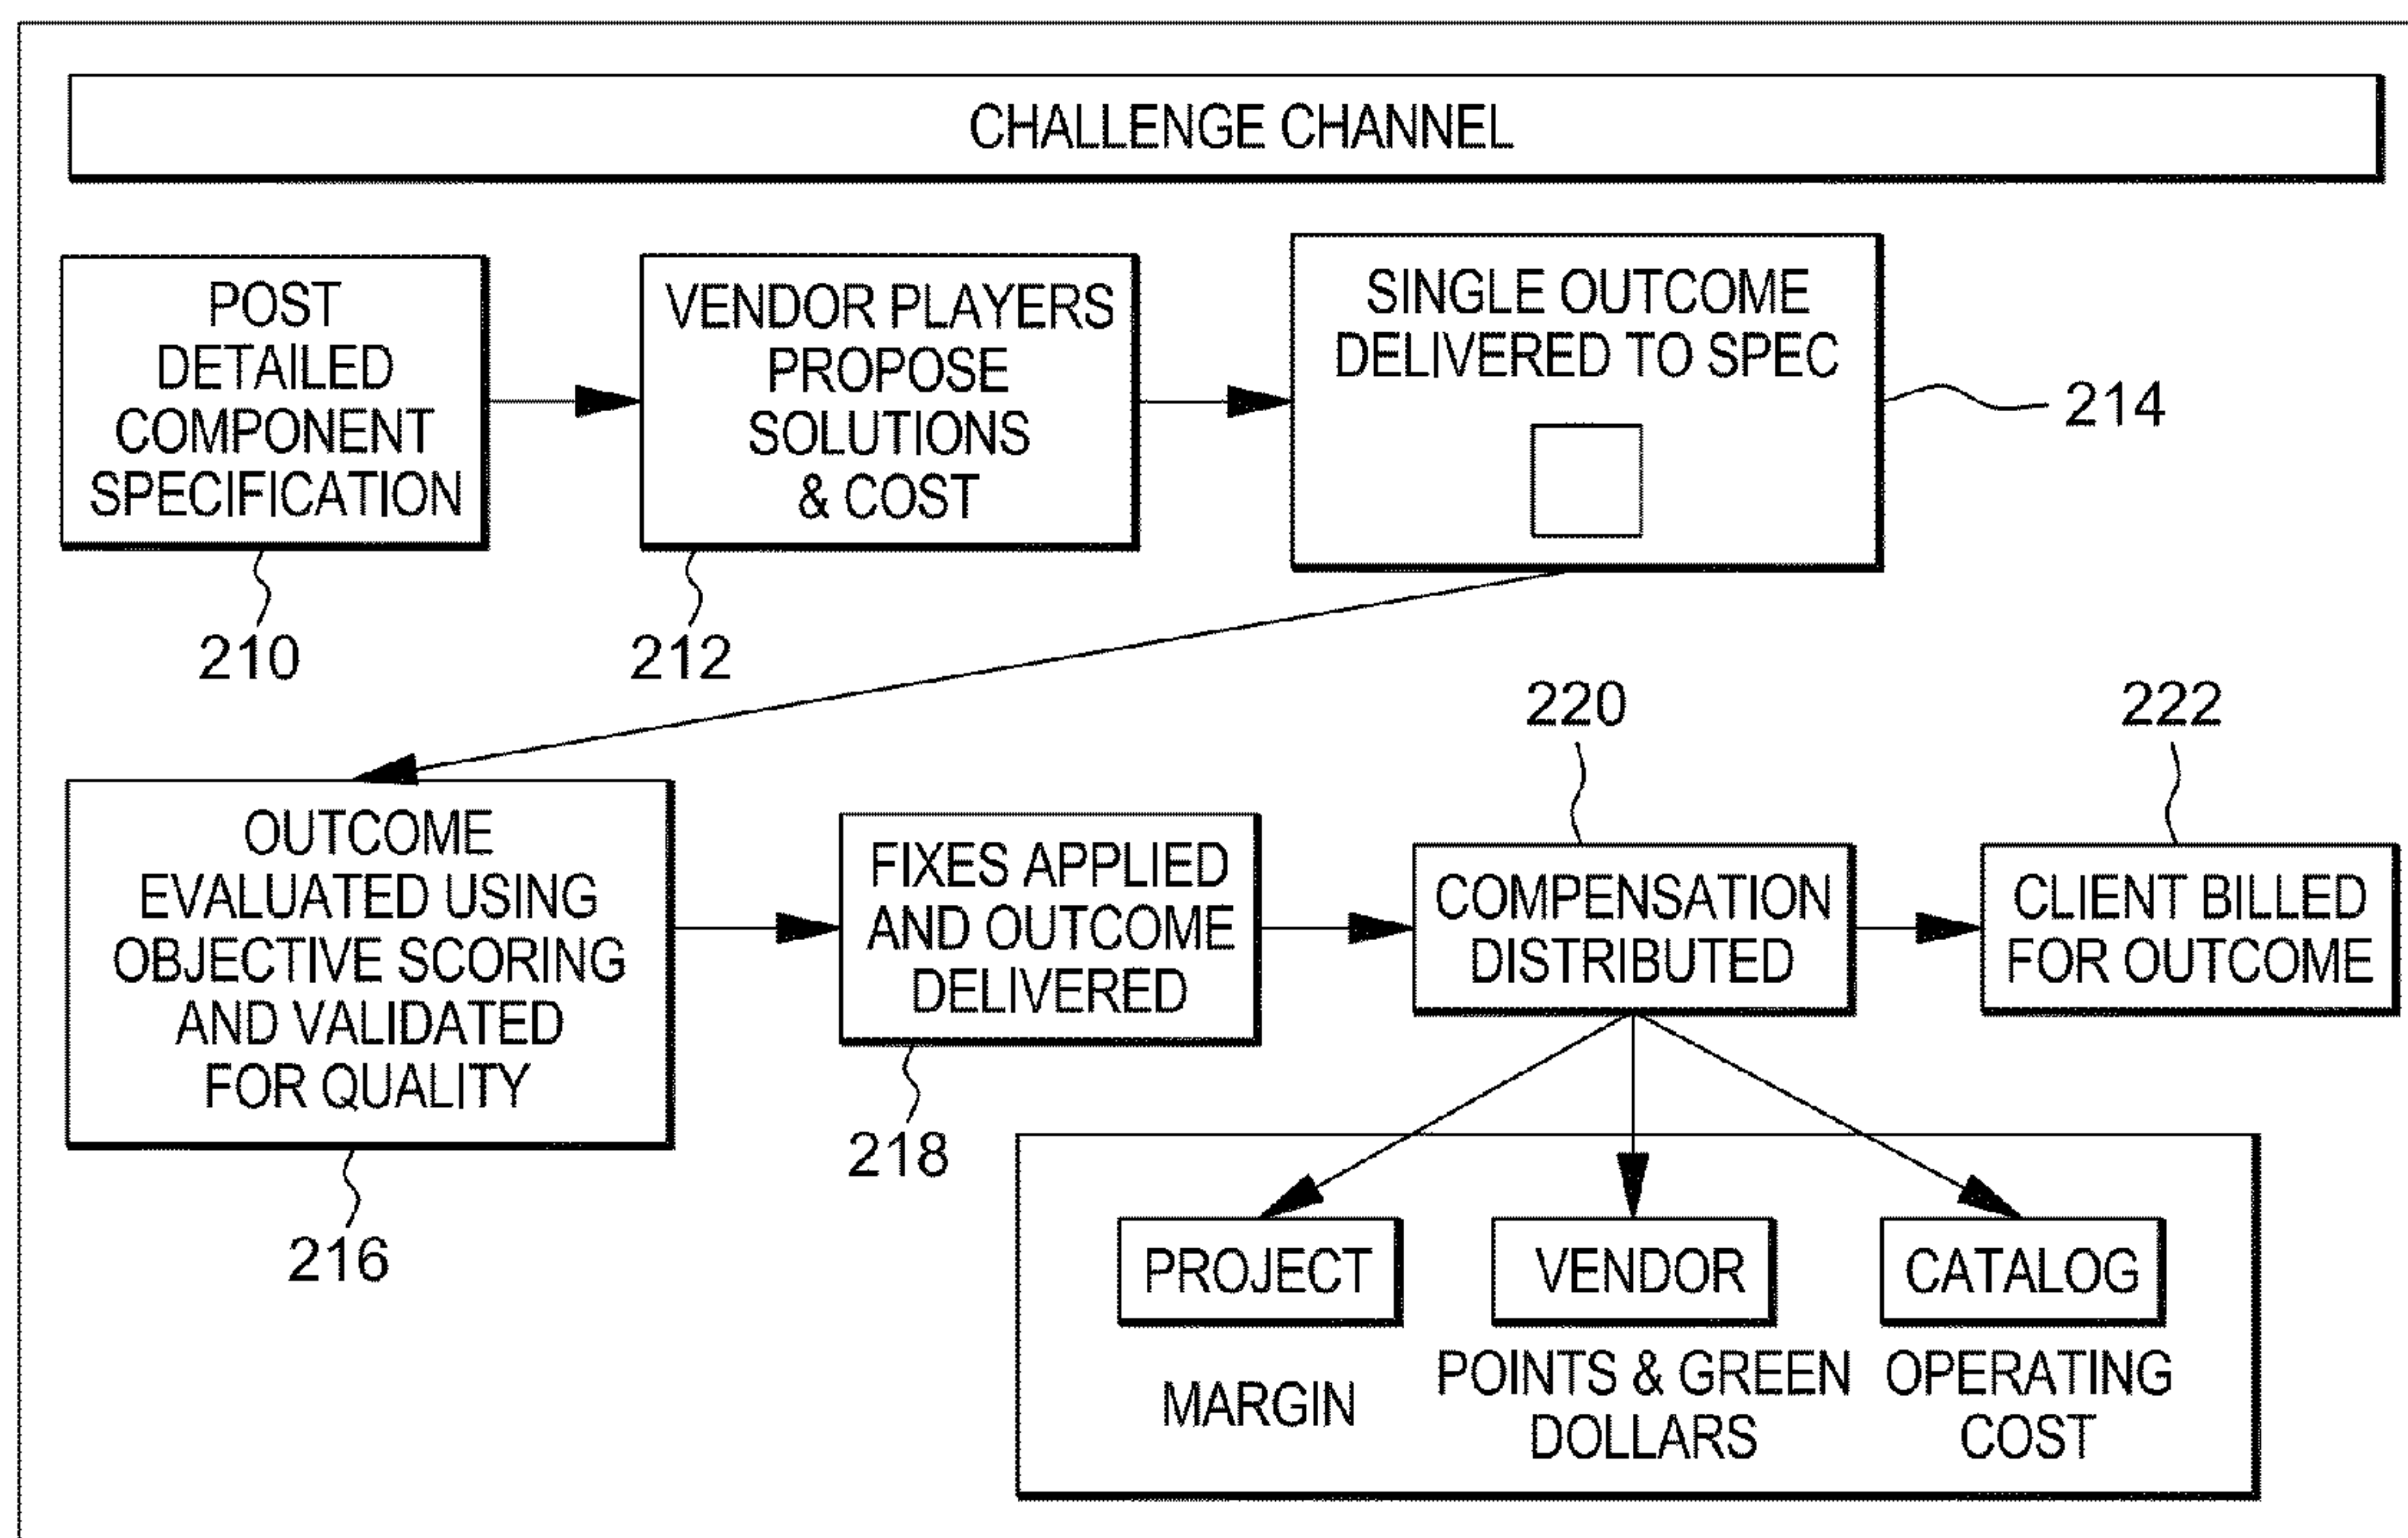 CHALLENGE CHANNEL
POST
DETAILED
COMPONENT
SPECIFICATION
210
VENDOR PLAYERS
PROPOSE
SOLUTIONS
& COST
212
SINGLE OUTCOME
DELIVERED TO SPEC
214
OUTCOME
EVALUATED USING
OBJECTIVE SCORING
AND VALIDATED
FOR QUALITY
216
FIXES APPLIED
AND OUTCOME
DELIVERED
218
220
COMPENSATION
DISTRIBUTED
222
CLIENT BILLED
FOR OUTCOME
PROJECT
MARGIN
VENDOR
POINTS & GREEN
DOLLARS
CATALOG
OPERATING
COST